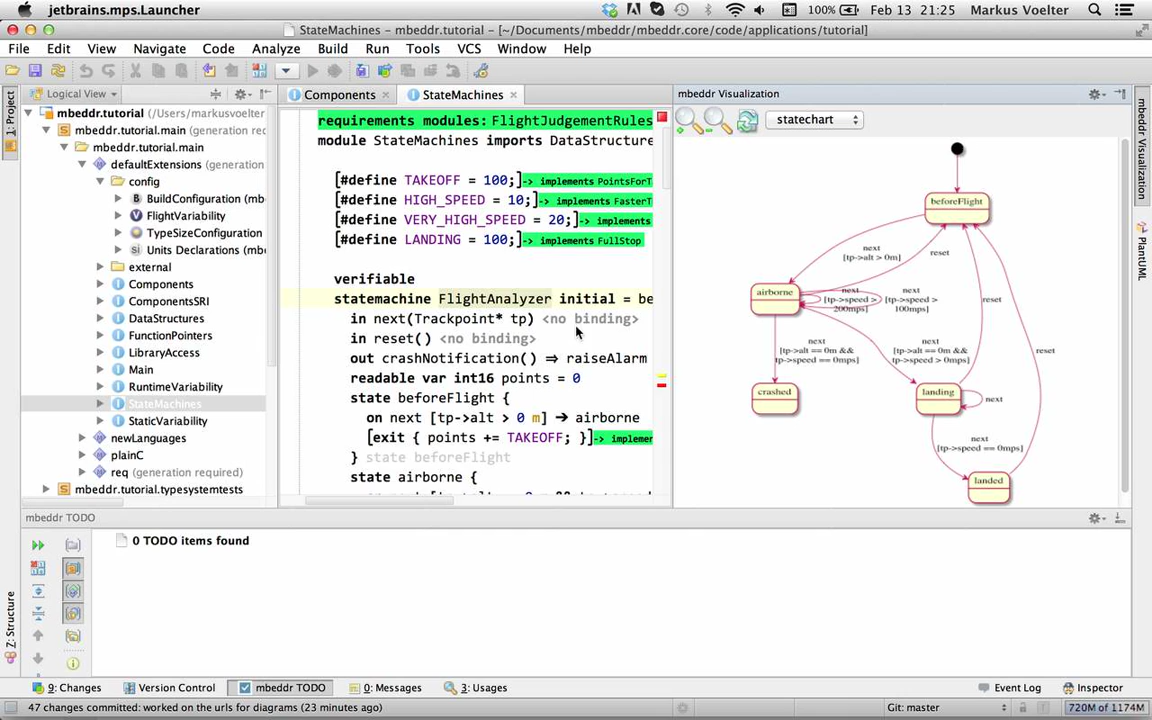 jetbrains.mps.Launcher 100% Feb 13 21:25 Markus Voelter
StateMachines – mbeddr.tutorial – [~/Documents/mbeddr/mbeddr.core/code/applications/tutorial]
File Edit View Navigate Code Analyze Build Run Tools VCS Window Help
1: Project
Logical View
mbeddr.tutorial (/Users/markusvoelter
mbeddr.tutorial.main (generation rec
mbeddr.tutorial.main
defaultExtensions (generation
config
BuildConfiguration (mb
FlightVariability (mbedd
TypeSizeConfiguration
Units Declarations (mbe
external
Components
ComponentsSRI
DataStructures
FunctionPointers
LibraryAccess
Main
RuntimeVariability
StateMachines
StaticVariability
newLanguages
plainC
req (generation required)
mbeddr.tutorial.typesystemtests
Components StateMachines
requirements modules: FlightJudgementRules
module StateMachines imports DataStructure
[#define TAKEOFF = 100;]-> implements PointsForT
[#define HIGH_SPEED = 10;]-> implements FasterT
[#define VERY_HIGH_SPEED = 20;]-> implements
[#define LANDING = 100;]-> implements FullStop
verifiable
statemachine FlightAnalyzer initial = be
in next(Trackpoint* tp) <no binding>
in reset() <no binding>
out crashNotification() => raiseAlarm
readable var int16 points = 0
state beforeFlight {
on next [tp->alt > 0 m] ➔ airborne
[exit { points += TAKEOFF; }]-> implemen
} state beforeFlight
state airborne {
mbeddr Visualization
statechart
beforeFlight
next
[tp->alt > 0m]
reset
airborne
next
[tp->speed >
200mps]
[tp->speed >
100mps]
reset
reset
[tp->alt == 0m &&
tp->speed == 0mps]
[tp->alt == 0m &&
tp->speed > 0mps]
crashed
landing
next
next
[tp->speed == 0mps]
landed
mbeddr Visualization
PlantUML
mbeddr TODO
0 TODO items found
Z: Structure
9: Changes Version Control mbeddr TODO 0: Messages 3: Usages Event Log Inspector
47 changes committed: worked on the urls for diagrams (23 minutes ago) Git: master 720M of 1174M